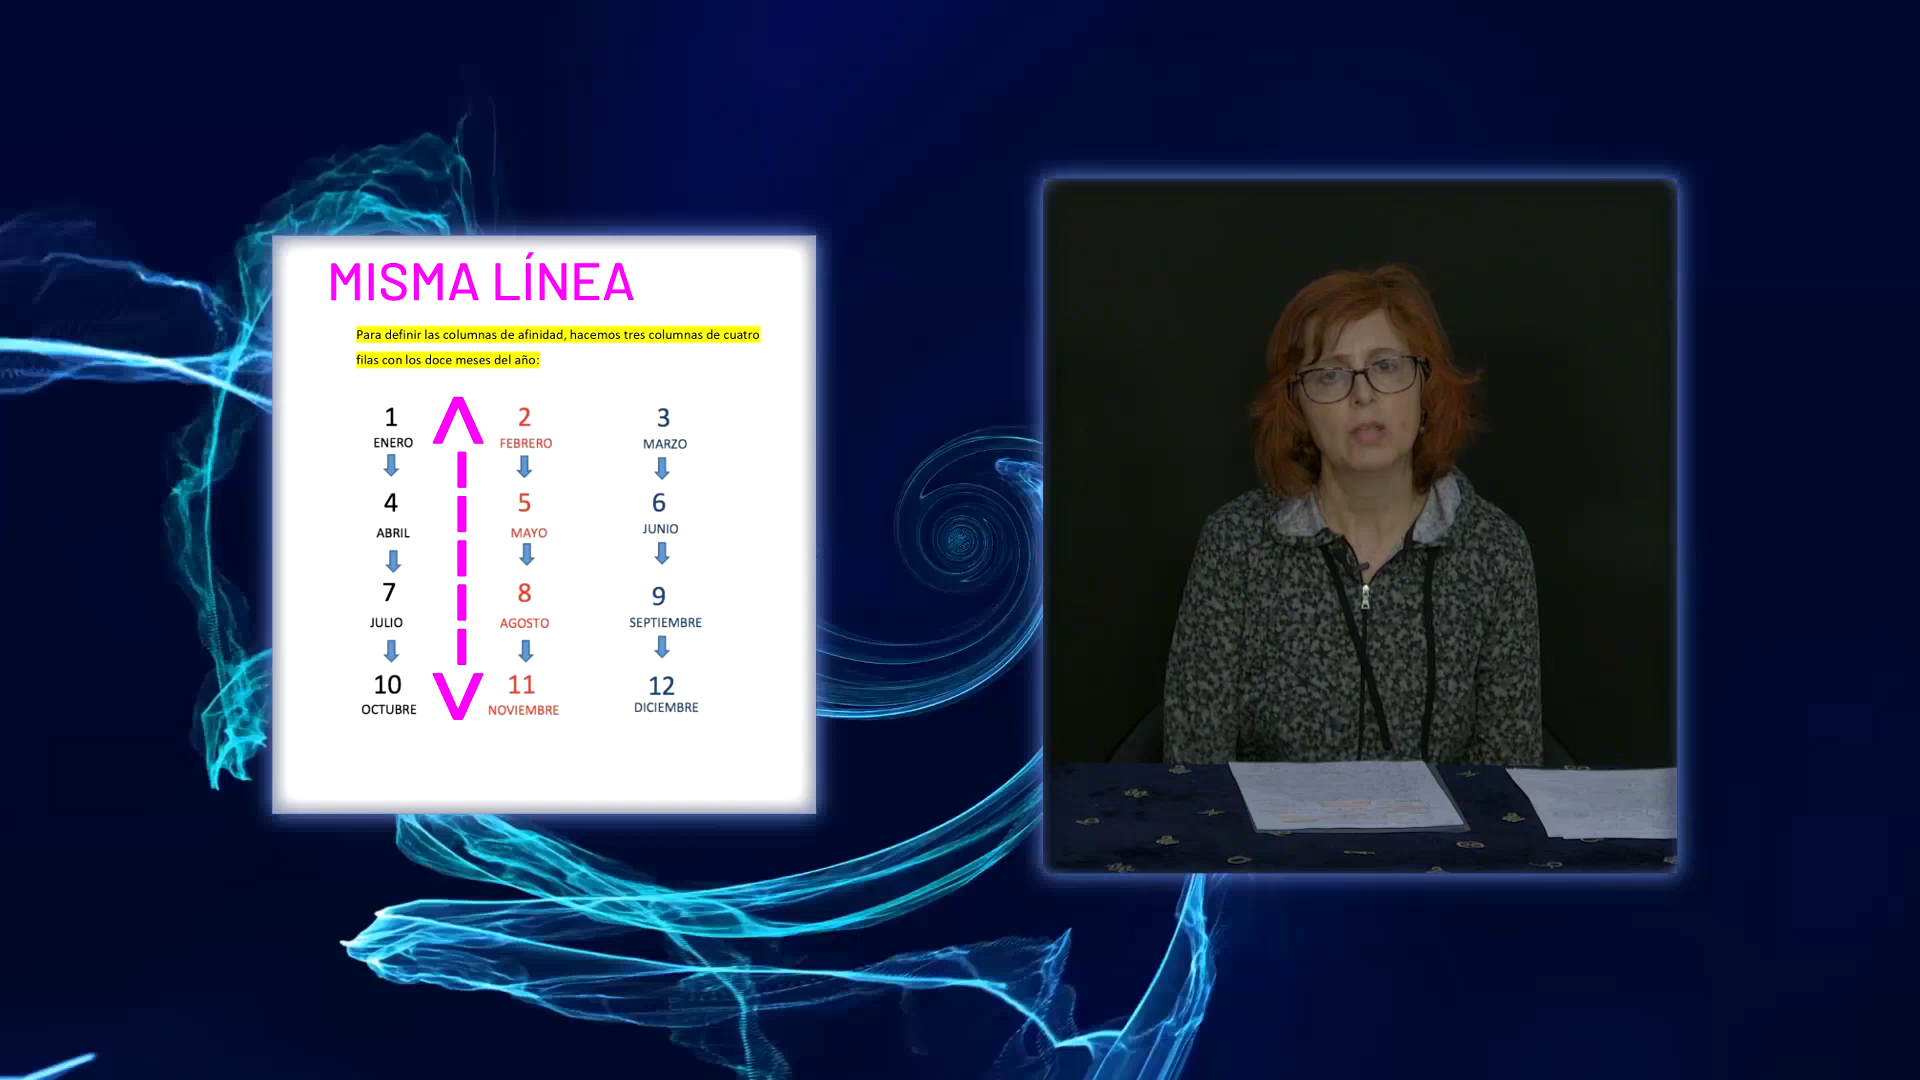 MISMA LÍNEA
Para definir las columnas de afinidad, hacemos tres columnas de cuatro
filas con los doce meses del año:
1 2 3
ENERO FEBRERO MARZO
4 5 6
ABRIL MAYO JUNIO
7 8 9
JULIO AGOSTO SEPTIEMBRE
10 11 12
OCTUBRE NOVIEMBRE DICIEMBRE